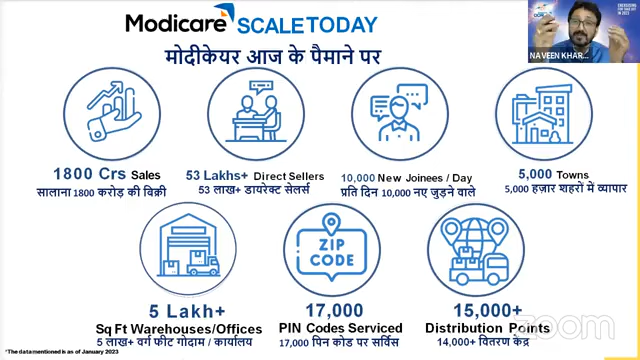 Modicare SCALE TODAY
मोदीकेयर आज के पैमाने पर
1800 Crs Sales
सालाना 1800 करोड़ की विक्री
53 Lakhs+ Direct Sellers
53 लाख+ डायरेक्ट सेलर्स
10,000 New Joinees / Day
प्रति दिन 10,000 नए जुड़ने वाले
5,000 Towns
5,000 हज़ार शहरों में व्यापार
ZIP
CODE
5 Lakh+
Sq Ft Warehouses/Offices
5 लाख+ वर्ग फीट गोदाम / कार्यालय
17,000
PIN Codes Serviced
17,000 पिन कोड पर सर्विस
15,000+
Distribution Points
14,000+ वितरण केंद्र
*The data mentioned is as of January 2023
NAVEEN KHAR...
zoom